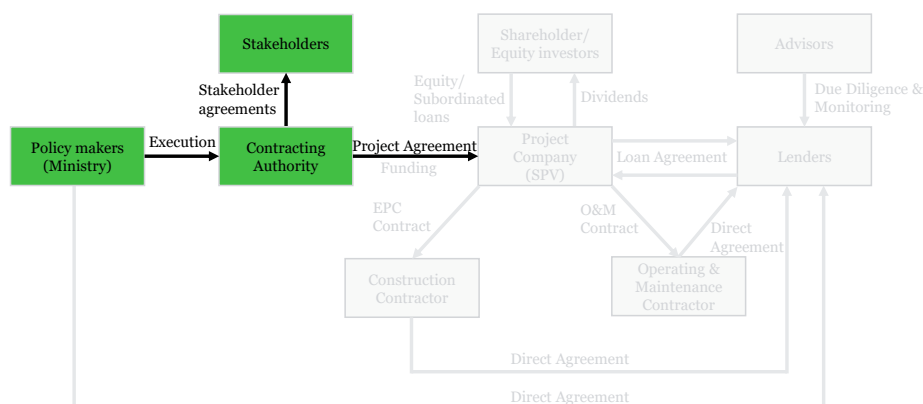 Stakeholders
Shareholder/
Equity investors
Advisors
Stakeholder
agreements
Equity/
Subordinated
loans
Dividends
Due Diligence &
Monitoring
Policy makers
(Ministry)
Execution
Contracting
Authority
Project Agreement
Funding
Project
Company
(SPV)
Loan Agreement
Lenders
EPC
Contract
O&M
Contract
Direct
Agreement
Construction
Contractor
Operating &
Maintenance
Contractor
Direct Agreement
Direct Agreement